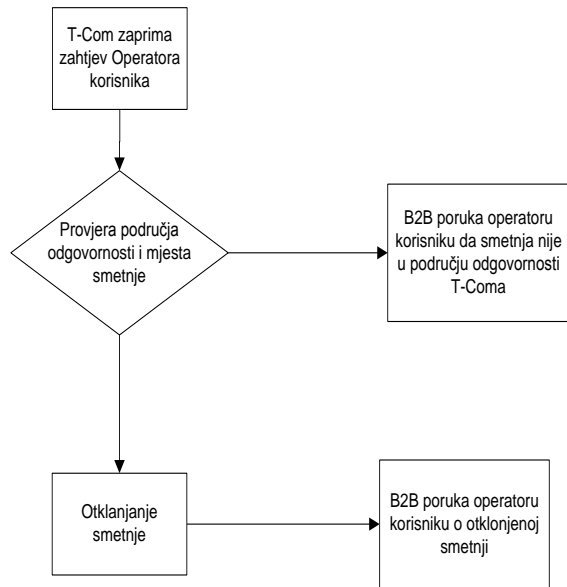 T-Com zaprima
zahtjev Operatora
korisnika
Provjera područja
odgovornosti i mjesta
smetnje
B2B poruka operatoru
korisniku da smetnja nije
u području odgovornosti
T-Coma
Otklanjanje
smetnje
B2B poruka operatoru
korisniku o otklonjenoj
smetnji